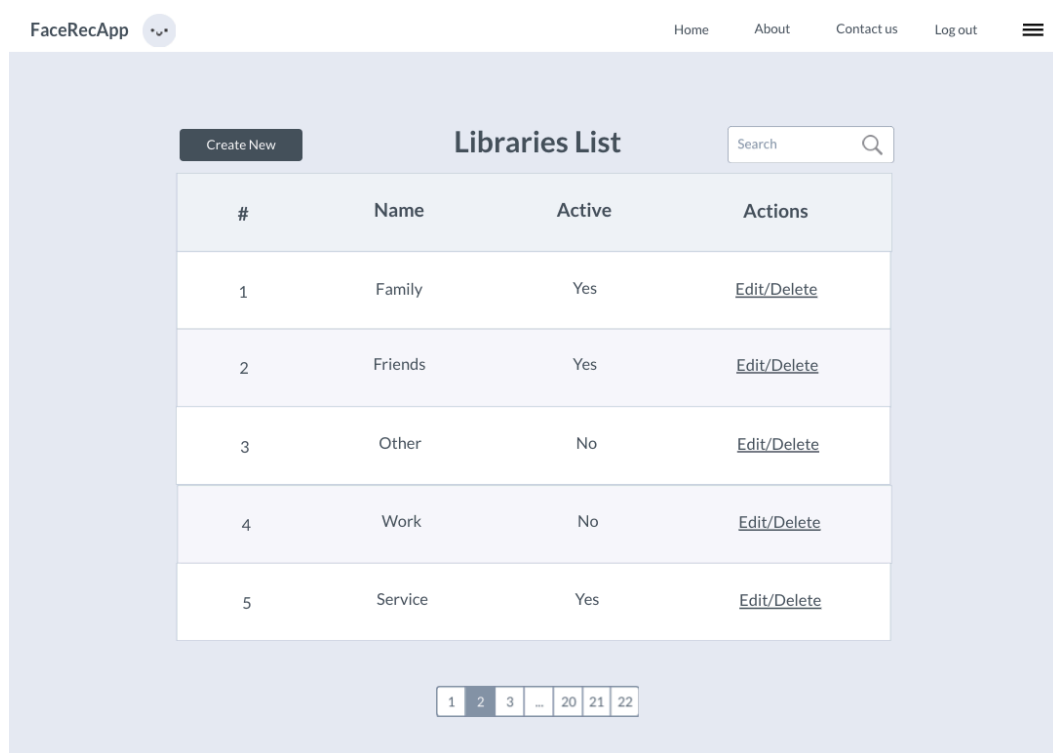 FaceRecApp Home About Contact us Log out
Create New Libraries List Search
# Name Active Actions
1 Family Yes Edit/Delete
2 Friends Yes Edit/Delete
3 Other No Edit/Delete
4 Work No Edit/Delete
5 Service Yes Edit/Delete
1 2 3 ... 20 21 22